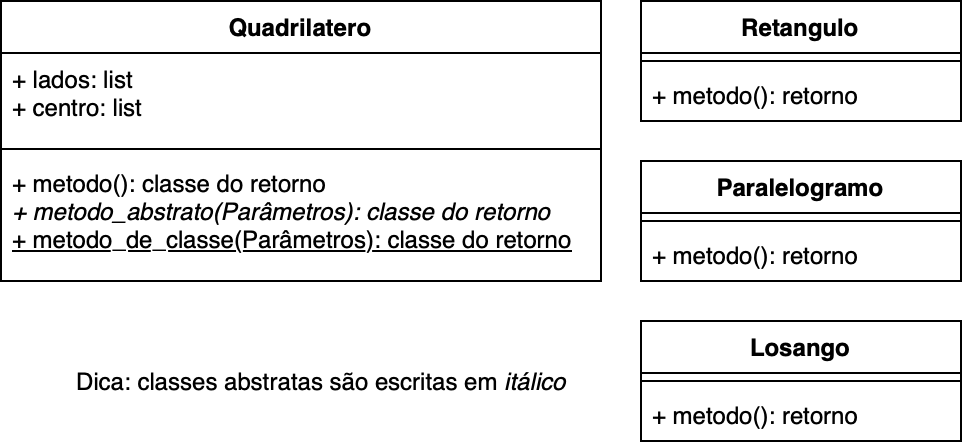 Quadrilatero
+ lados: list
+ centro: list
+ metodo(): classe do retorno
+ metodo_abstrato(Parâmetros): classe do retorno
+ metodo_de_classe(Parâmetros): classe do retorno
Retangulo
+ metodo(): retorno
Paralelogramo
+ metodo(): retorno
Losango
+ metodo(): retorno
Dica: classes abstratas são escritas em itálico